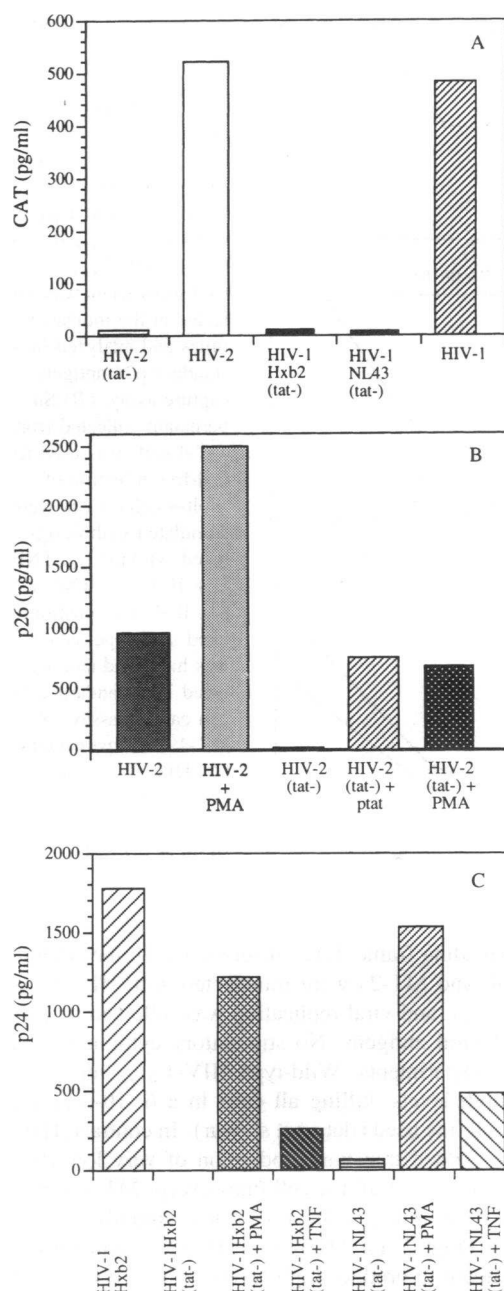 A
CAT (pg/ml)
600
500
400
300
200
100
0
HIV-2
(tat-)
HIV-2
HIV-1
Hxb2
(tat-)
HIV-1
NL43
(tat-)
HIV-1
B
p26 (pg/ml)
2500
2000
1500
1000
500
0
HIV-2
HIV-2
+
PMA
HIV-2
(tat-)
HIV-2
(tat-) +
ptat
HIV-2
(tat-) +
PMA
C
p24 (pg/ml)
2000
1500
1000
500
0
HIV-1
Hxb2
HIV-1Hxb2
(tat-)
HIV-1Hxb2
(tat-) + PMA
HIV-1Hxb2
(tat-) + TNF
HIV-1NL43
(tat-)
HIV-1NL43
(tat-) + PMA
HIV-1NL43
(tat-) + TNF